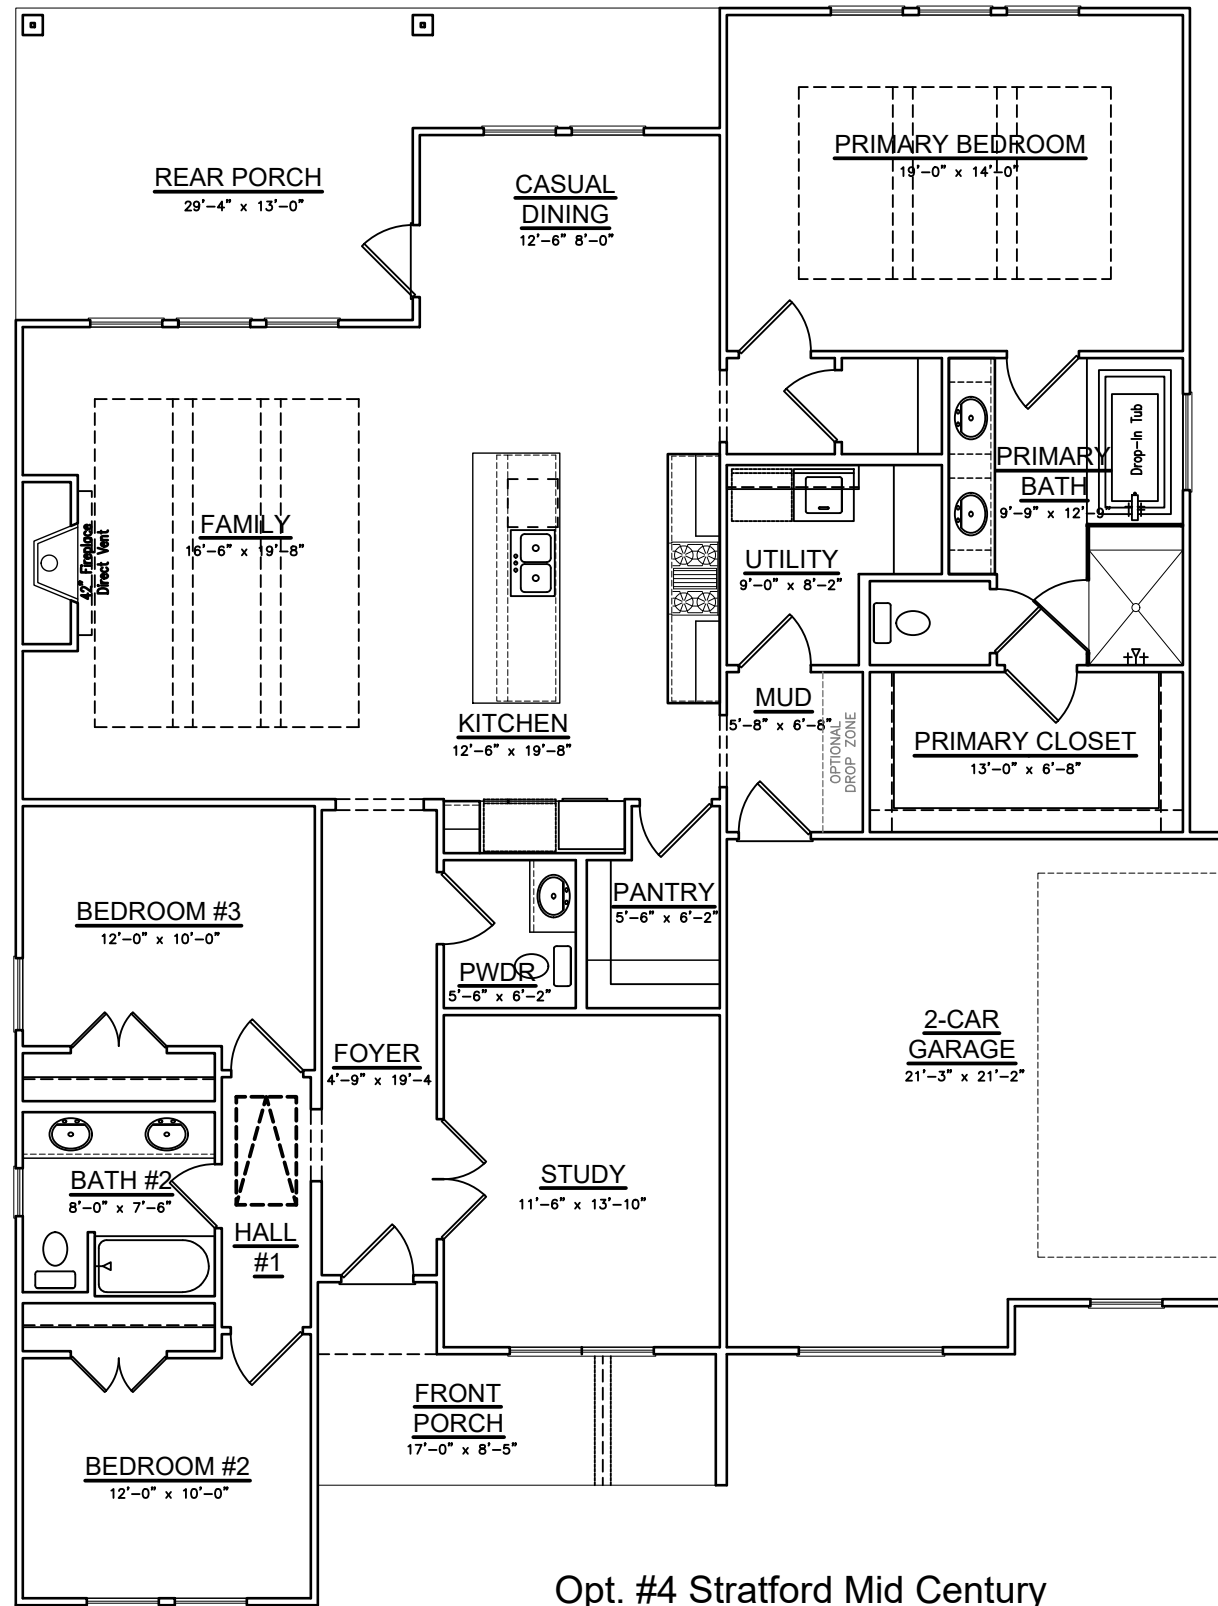 PRIMARY BEDROOM
19'-0" x 14'-0"
REAR PORCH
29'-4" x 13'-0"
CASUAL
DINING
12'-6" 8'-0"
PRIMARY
BATH
9'-9" x 12'-9"
Drop-In Tub
FAMILY
16'-6" x 19'-8"
42" Fireplace
Direct Vent
UTILITY
9'-0" x 8'-2"
KITCHEN
12'-6" x 19'-8"
MUD
5'-8" x 6'-8"
OPTIONAL
DROP ZONE
PRIMARY CLOSET
13'-0" x 6'-8"
BEDROOM #3
12'-0" x 10'-0"
PANTRY
5'-6" x 6'-2"
PWDR
5'-6" x 6'-2"
FOYER
4'-9" x 19'-4
2-CAR
GARAGE
21'-3" x 21'-2"
BATH #2
8'-0" x 7'-6"
STUDY
11'-6" x 13'-10"
HALL
#1
FRONT
PORCH
17'-0" x 8'-5"
BEDROOM #2
12'-0" x 10'-0"
Opt. #4 Stratford Mid Century